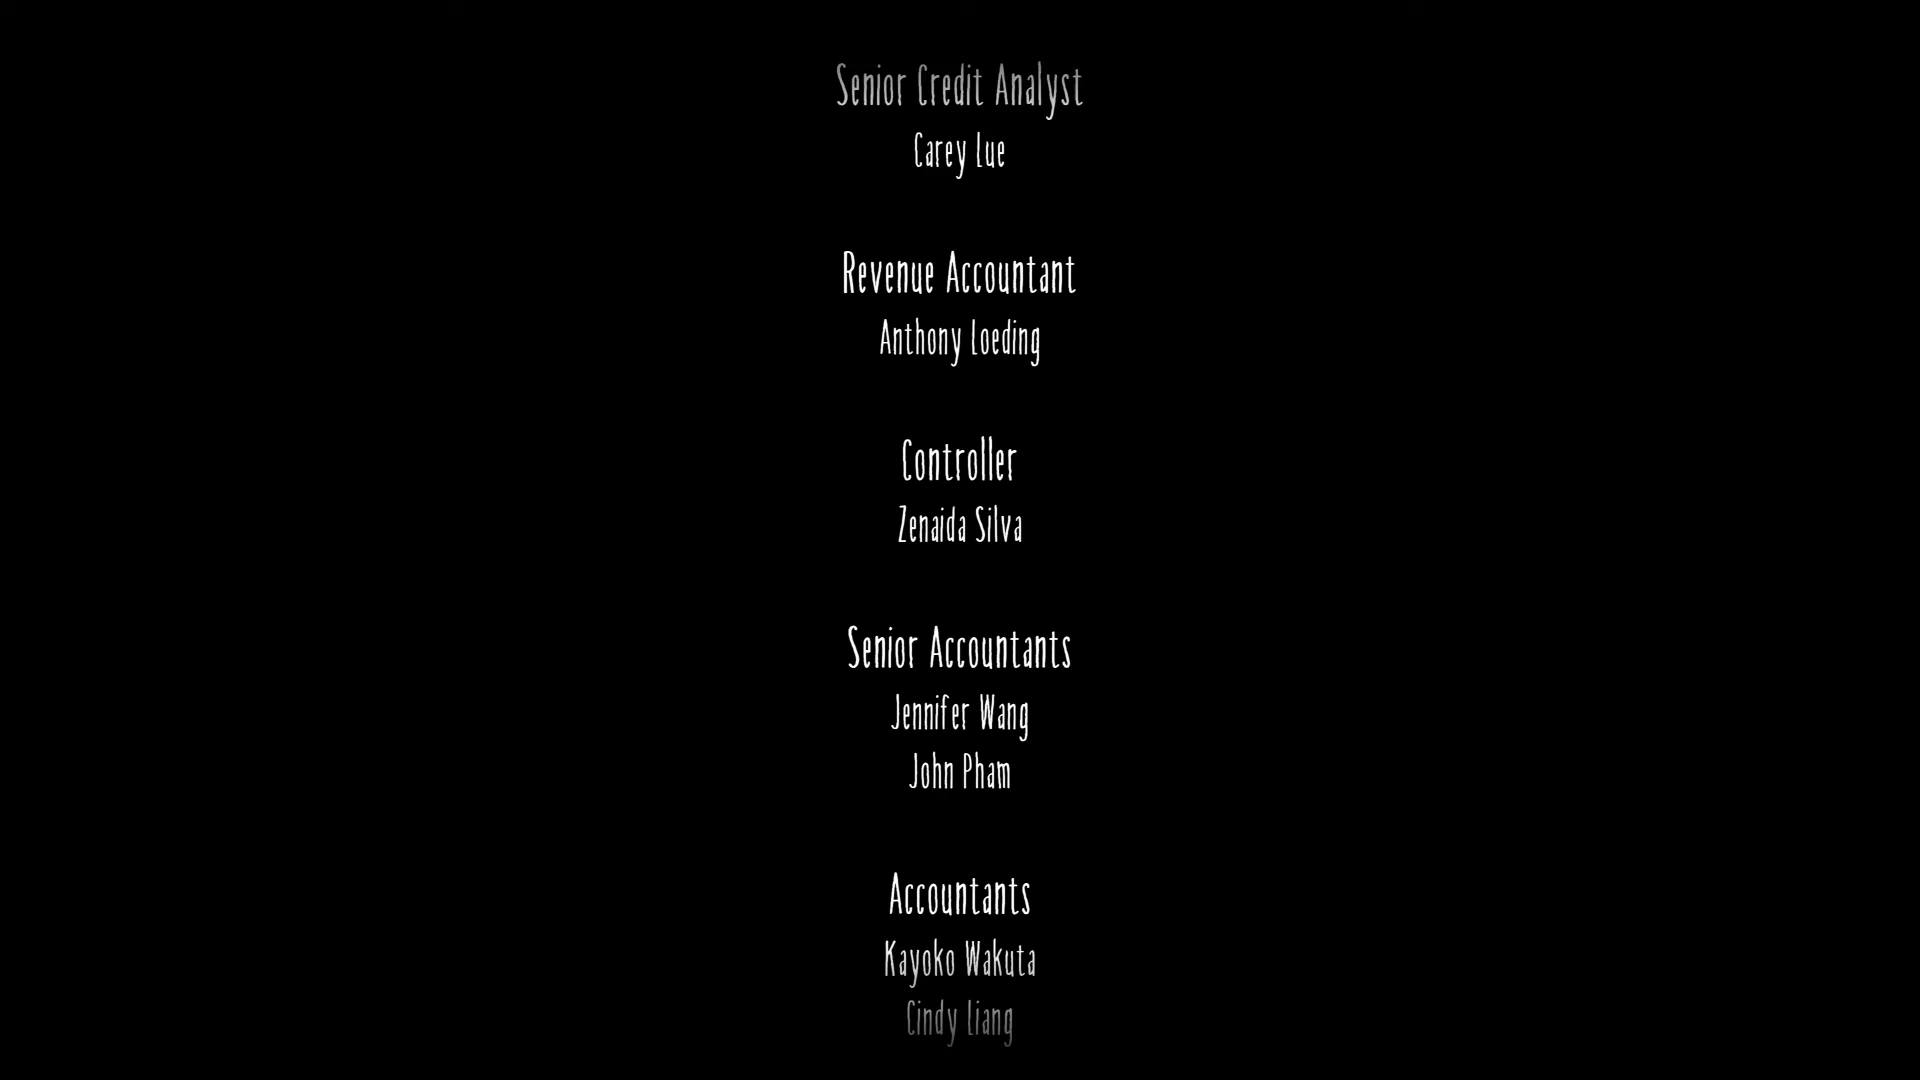 Senior Credit Analyst
Carey Lue
Revenue Accountant
Anthony Loeding
Controller
Zenaida Silva
Senior Accountants
Jennifer Wang
John Pham
Accountants
Kayoko Wakuta
Cindy Liang